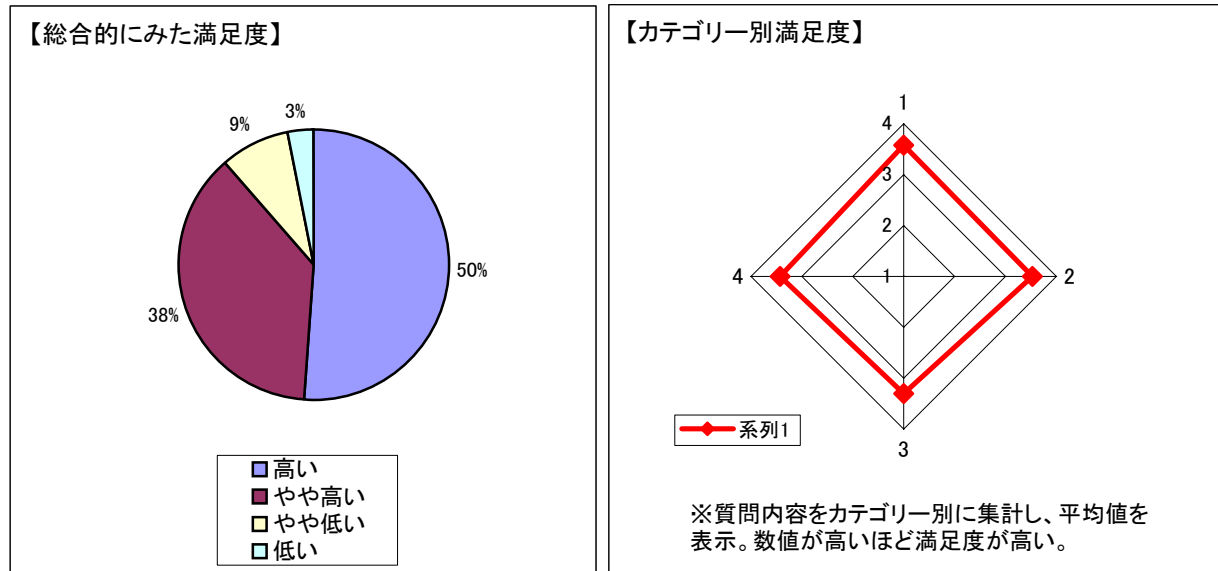 【総合的にみた満足度】
3%
9%
50%
38%
高い
やや高い
やや低い
低い
【カテゴリー別満足度】
1
4
3
2
4
1
2
3
系列1
※質問内容をカテゴリー別に集計し、平均値を
表示。数値が高いほど満足度が高い。